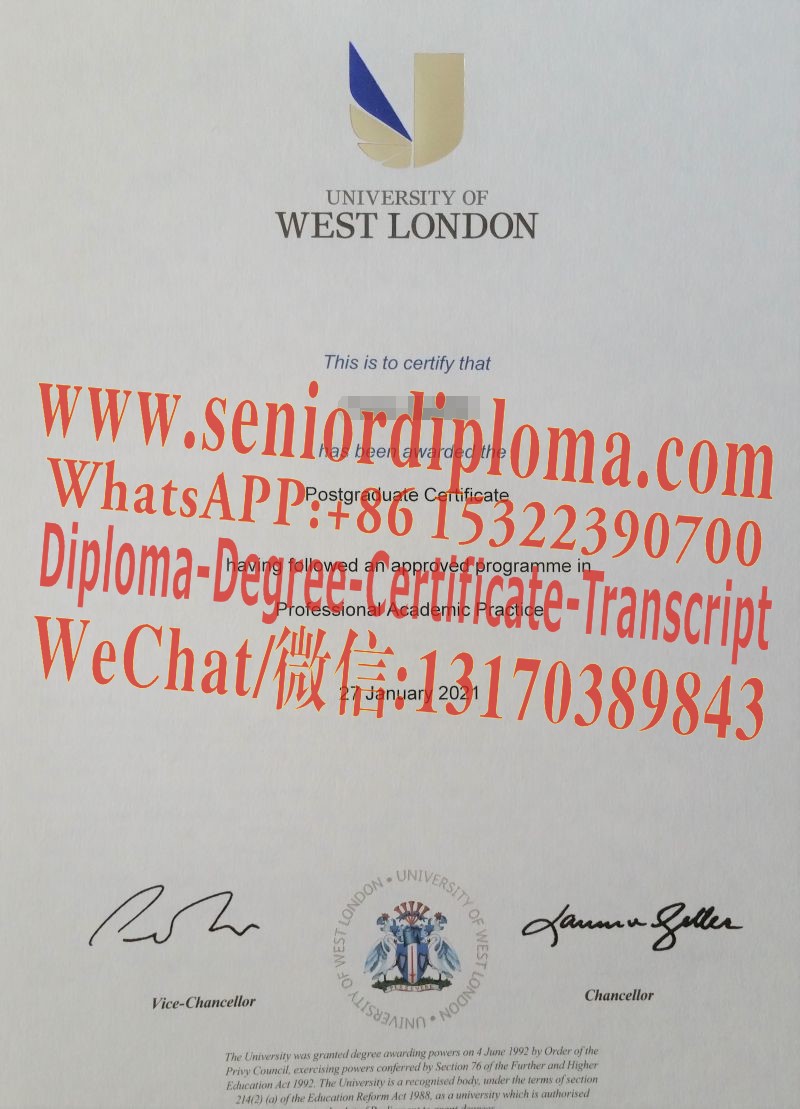 UNIVERSITY OF
WEST LONDON
This is to certify that
www.seniordiploma.com
has been awarded the
WhatsAPP:+86 15322390700
Postgraduate Certificate
Diploma-Degree-Certificate-Transcript
having followed an approved programme in
Professional Academic Practice
WeChat/微信:13170389843
27 January 2021
UNIVERSITY OF WEST LONDON • UNIVERSITY OF WEST LONDON •
Vice-Chancellor
Chancellor
The University was granted degree awarding powers on 4 June 1992 by Order of the
Privy Council, exercising powers conferred by Section 76 of the Further and Higher
Education Act 1992. The University is a recognised body, under the terms of section
214(2) (a) of the Education Reform Act 1988, as a university which is authorised